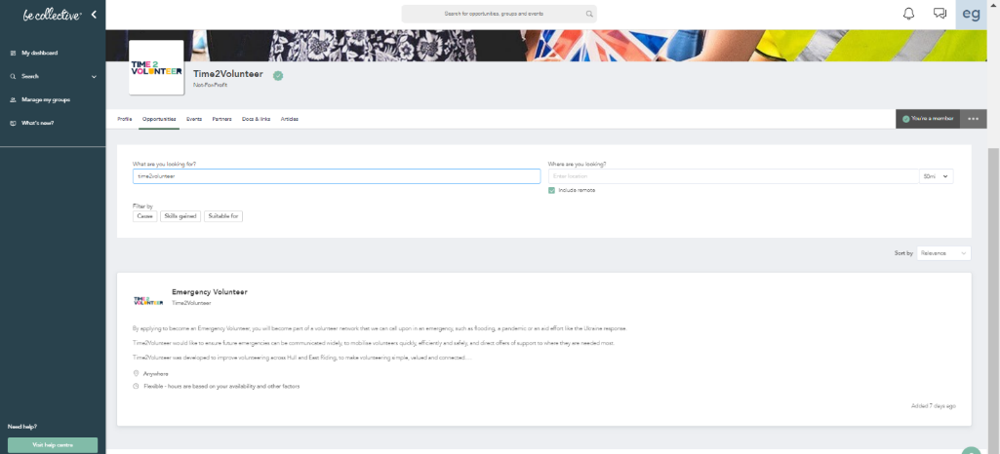 be collective
Search for opportunities, groups and events
eg
My dashboard
Search
Manage my groups
What's new?
TIME 2
VOLUNTEER
Time2Volunteer
Not-For-Profit
Profile Opportunities Events Partners Docs & links Articles
You're a member
What are you looking for?
time2volunteer
Where are you looking?
Enter location
50mi
Include remote
Filter by
Cause Skills gained Suitable for
Sort by Relevance
TIME 2
VOLUNTEER
Emergency Volunteer
Time2Volunteer
By applying to become an Emergency Volunteer, you will become part of a volunteer network that we can call upon in an emergency, such as flooding, a pandemic or an aid effort like the Ukraine response.
Time2Volunteer would like to ensure future emergencies can be communicated widely, to mobilise volunteers quickly, efficiently and safely, and direct offers of support to where they are needed most.
Time2Volunteer was developed to improve volunteering across Hull and East Riding, to make volunteering simple, valued and connected....
Anywhere
Flexible - hours are based on your availability and other factors
Added 7 days ago
Need help?
Visit help centre